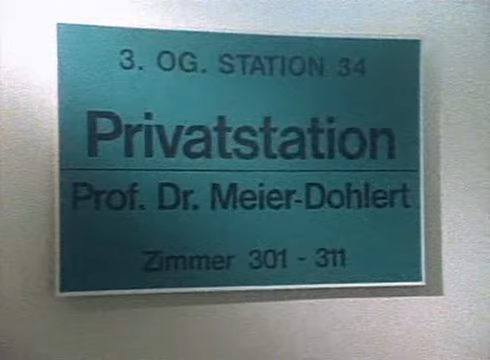 3. OG. STATION 34
Privatstation
Prof. Dr. Meier-Dohlert
Zimmer 301 - 311